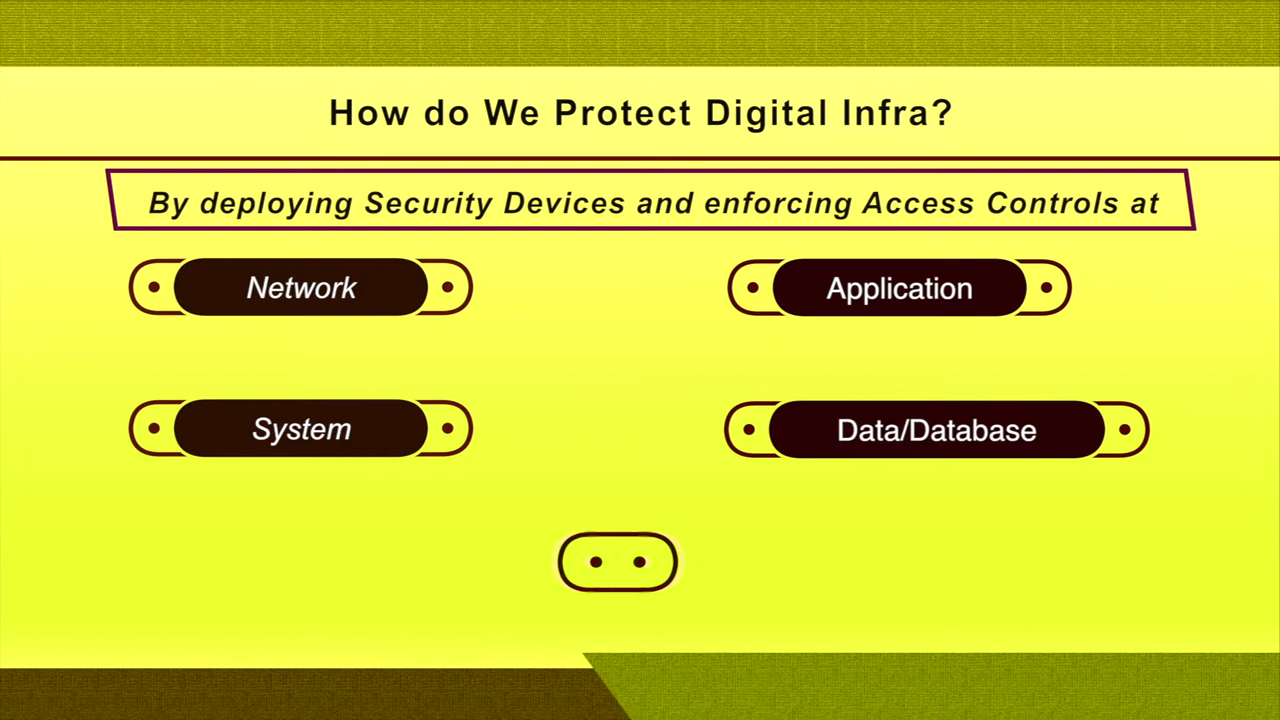 How do We Protect Digital Infra?
By deploying Security Devices and enforcing Access Controls at
Network
Application
System
Data/Database